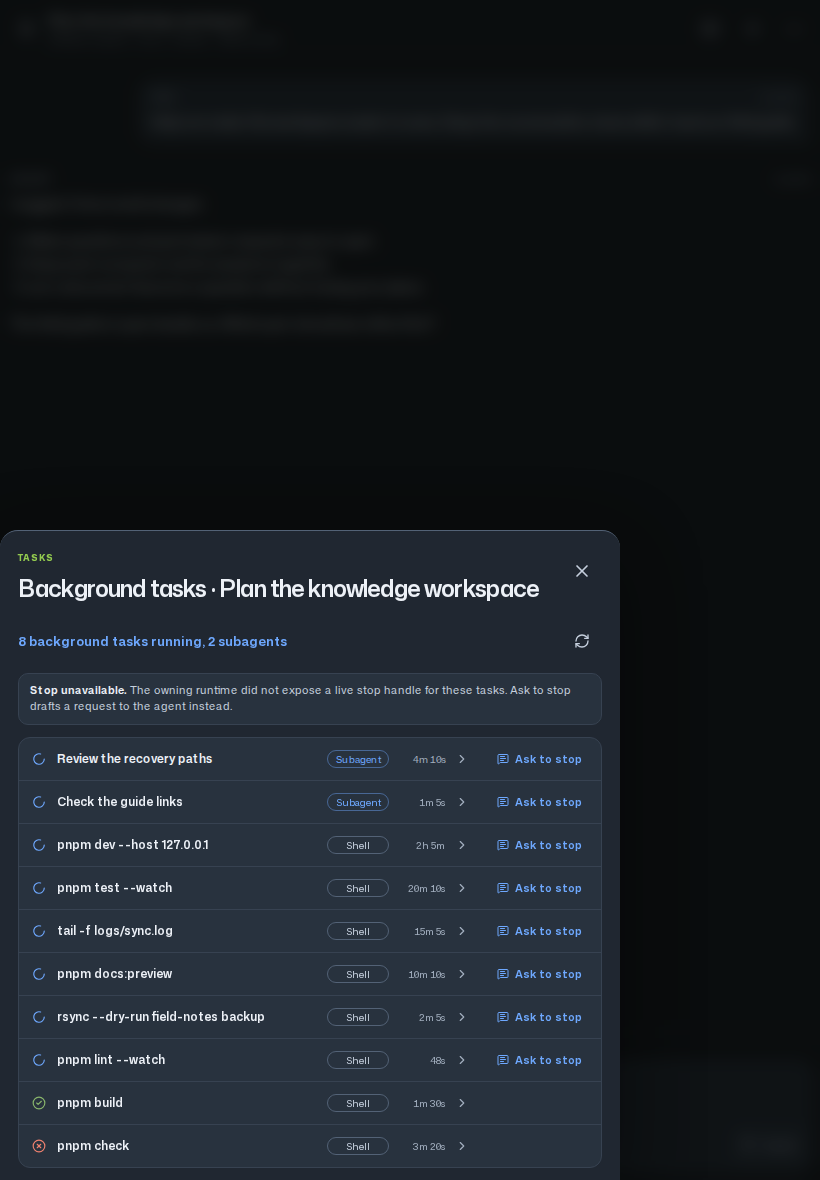 TASKS
Background tasks · Plan the knowledge workspace
8 background tasks running, 2 subagents
Stop unavailable. The owning runtime did not expose a live stop handle for these tasks. Ask to stop
drafts a request to the agent instead.
Review the recovery paths Subagent 4m 10s Ask to stop
Check the guide links Subagent 1m 5s Ask to stop
pnpm dev --host 127.0.0.1 Shell 2h 5m Ask to stop
pnpm test --watch Shell 20m 10s Ask to stop
tail -f logs/sync.log Shell 15m 5s Ask to stop
pnpm docs:preview Shell 10m 10s Ask to stop
rsync --dry-run field-notes backup Shell 2m 5s Ask to stop
pnpm lint --watch Shell 48s Ask to stop
pnpm build Shell 1m 30s
pnpm check Shell 3m 20s